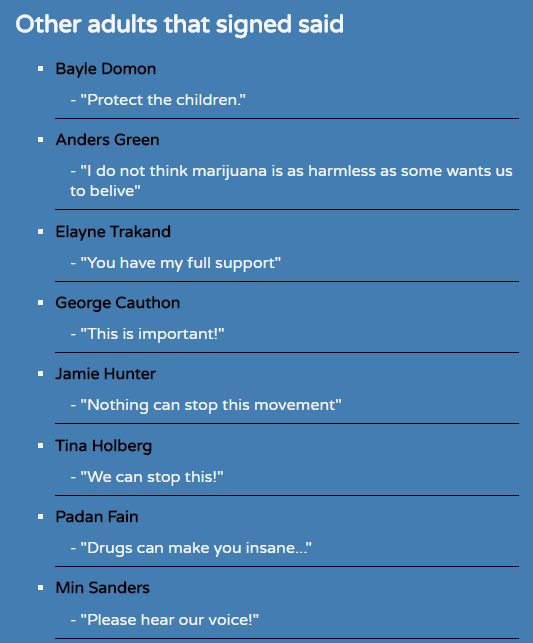 Other adults that signed said
Bayle Domon
- "Protect the children."
Anders Green
- "I do not think marijuana is as harmless as some wants us
to belive"
Elayne Trakand
- "You have my full support"
George Cauthon
- "This is important!"
Jamie Hunter
- "Nothing can stop this movement"
Tina Holberg
- "We can stop this!"
Padan Fain
- "Drugs can make you insane..."
Min Sanders
- "Please hear our voice!"